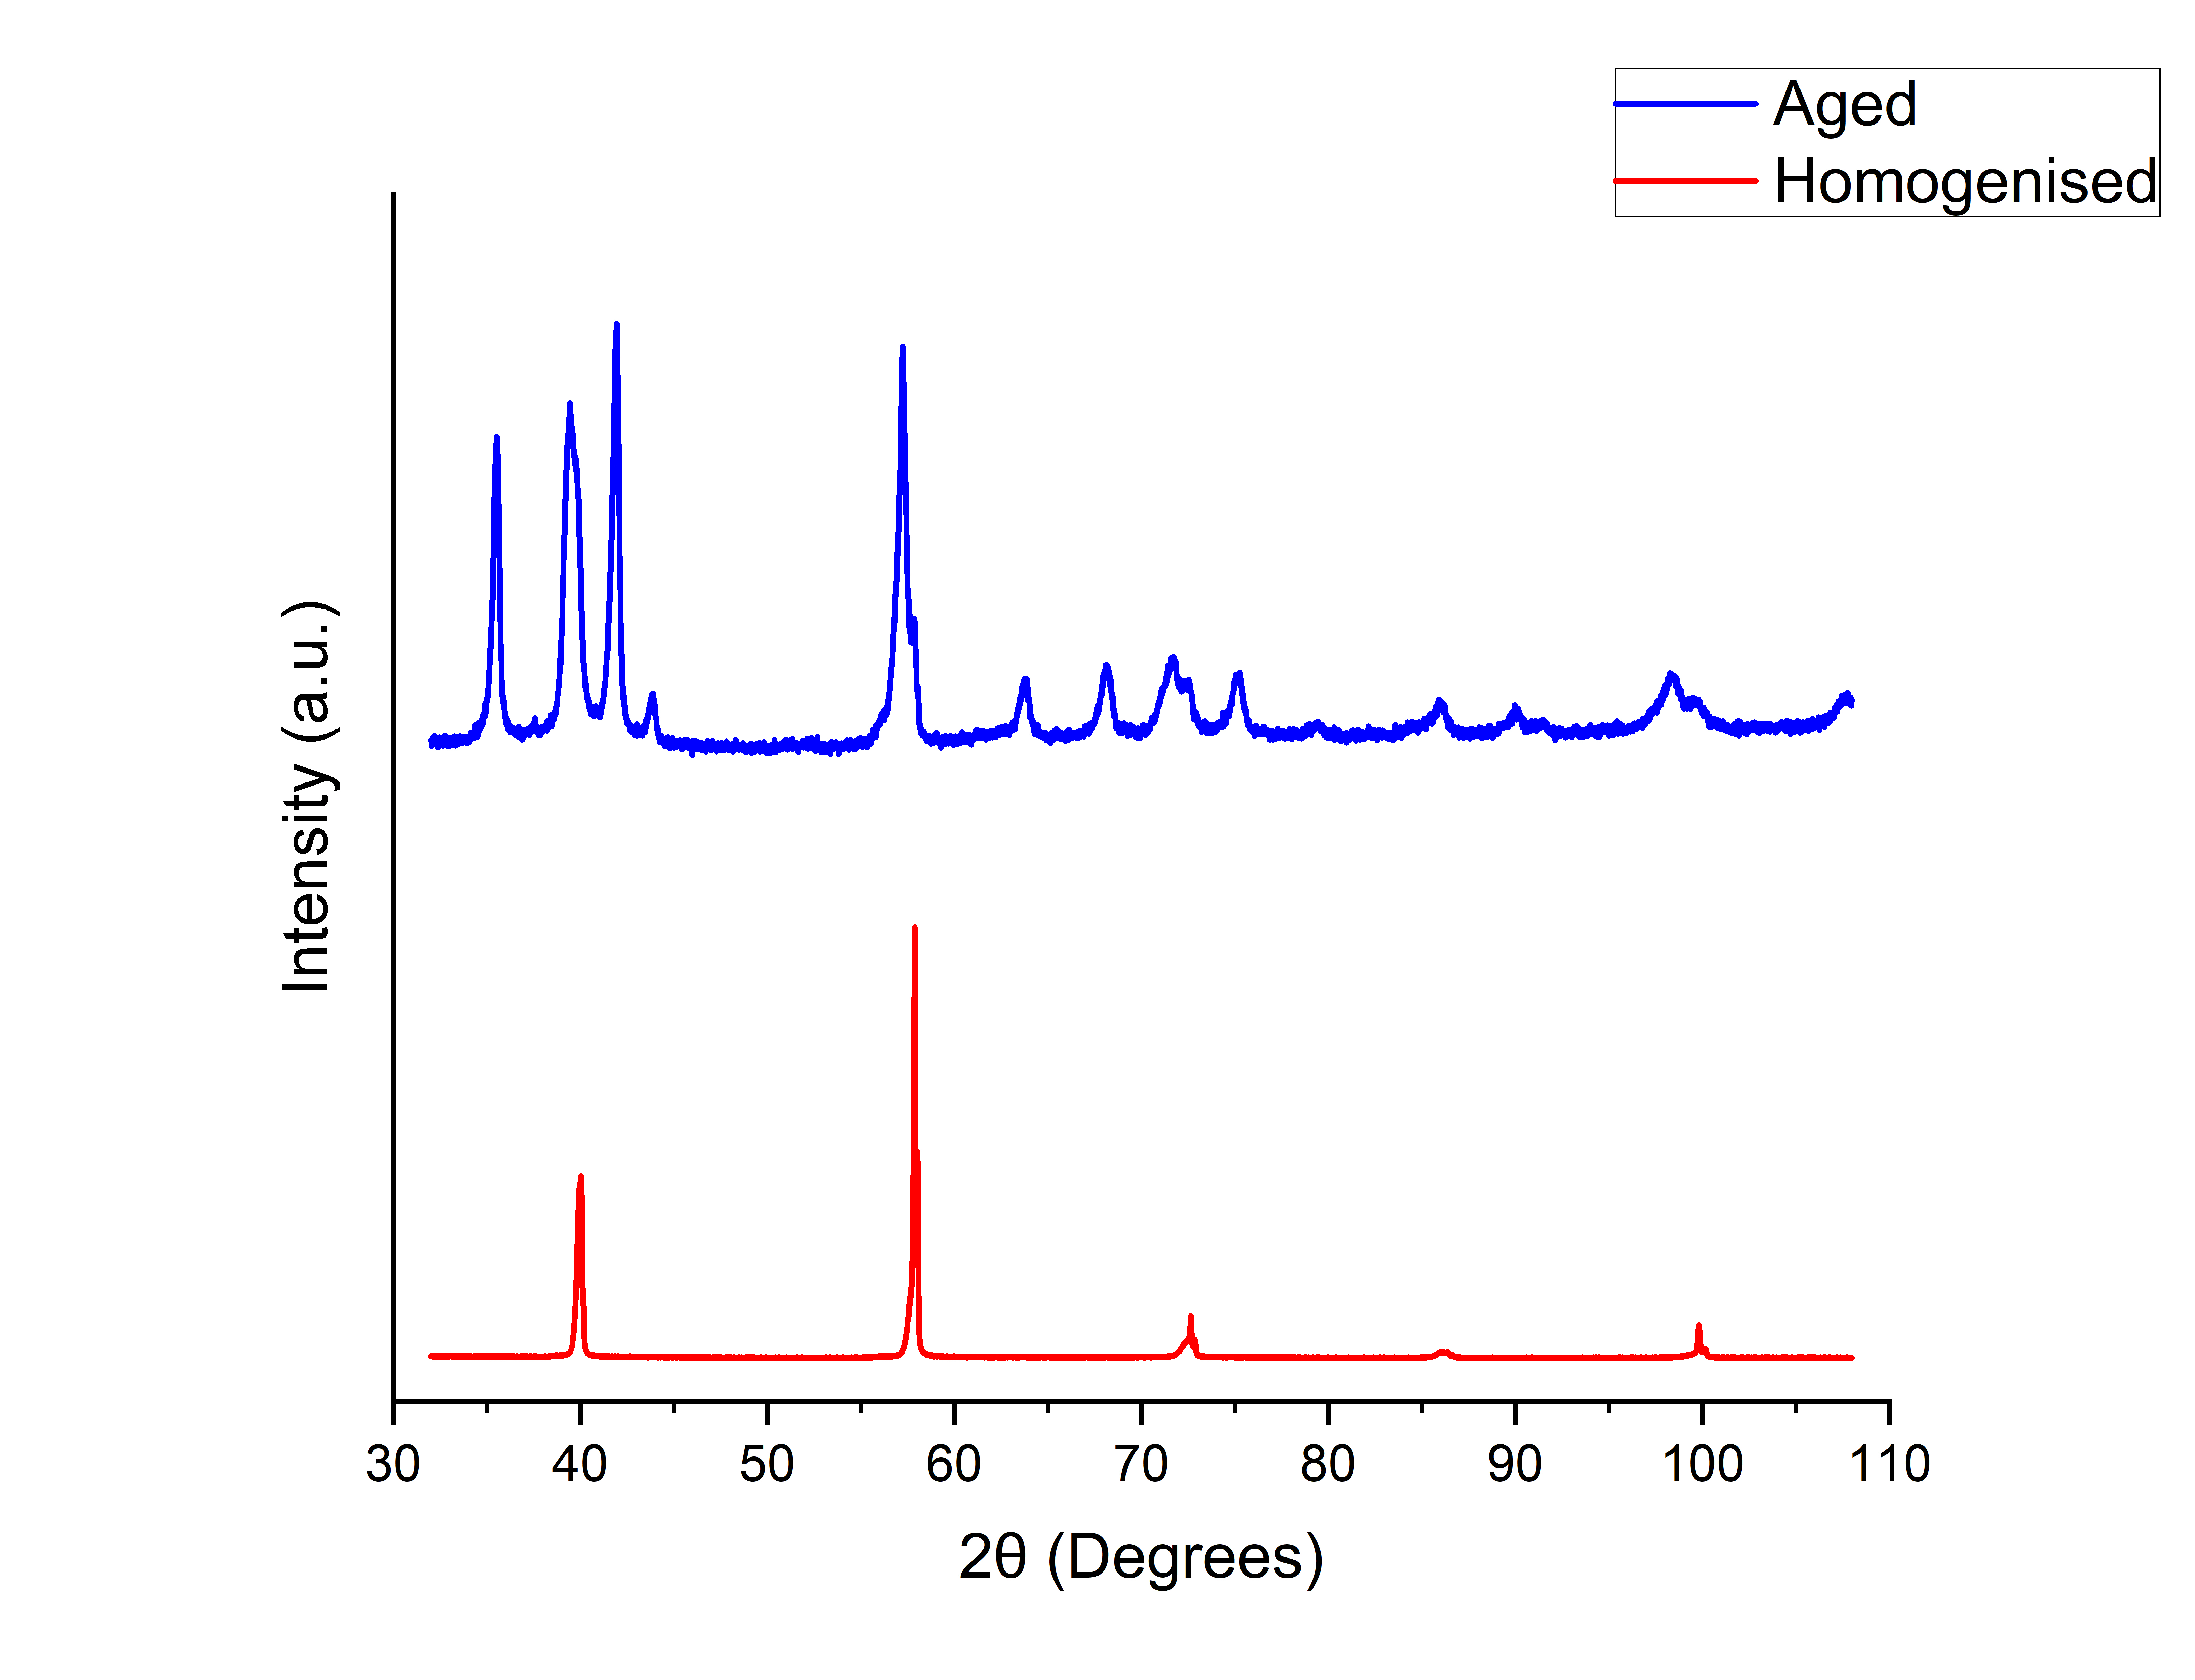 Aged
Homogenised
Intensity (a.u.)
30 40 50 60 70 80 90 100 110
2θ (Degrees)